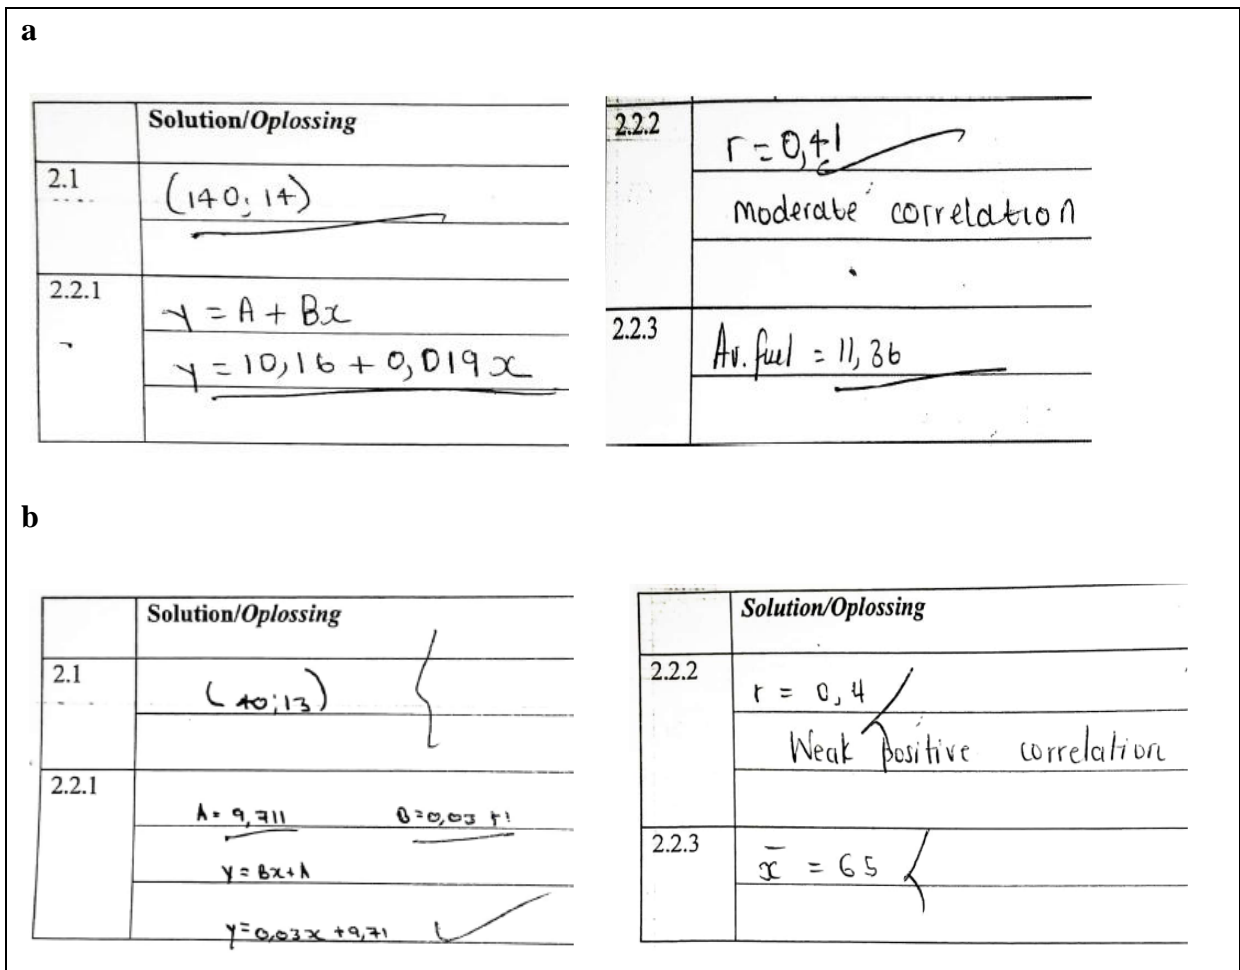 a
Solution/Oplossing
2.1
(140; 14)
2.2.1
y = A + Bx
y = 10,16 + 0,019x
2.2.2
r = 0,41
moderate correlation
2.2.3
Av. fuel = 11,36
b
Solution/Oplossing
2.1
(40;13)
2.2.1
A = 9,711 B = 0,03
y = Bx + A
y = 0,03x + 9,71
Solution/Oplossing
2.2.2
r = 0,4
Weak positive correlation
2.2.3
x̄ = 65